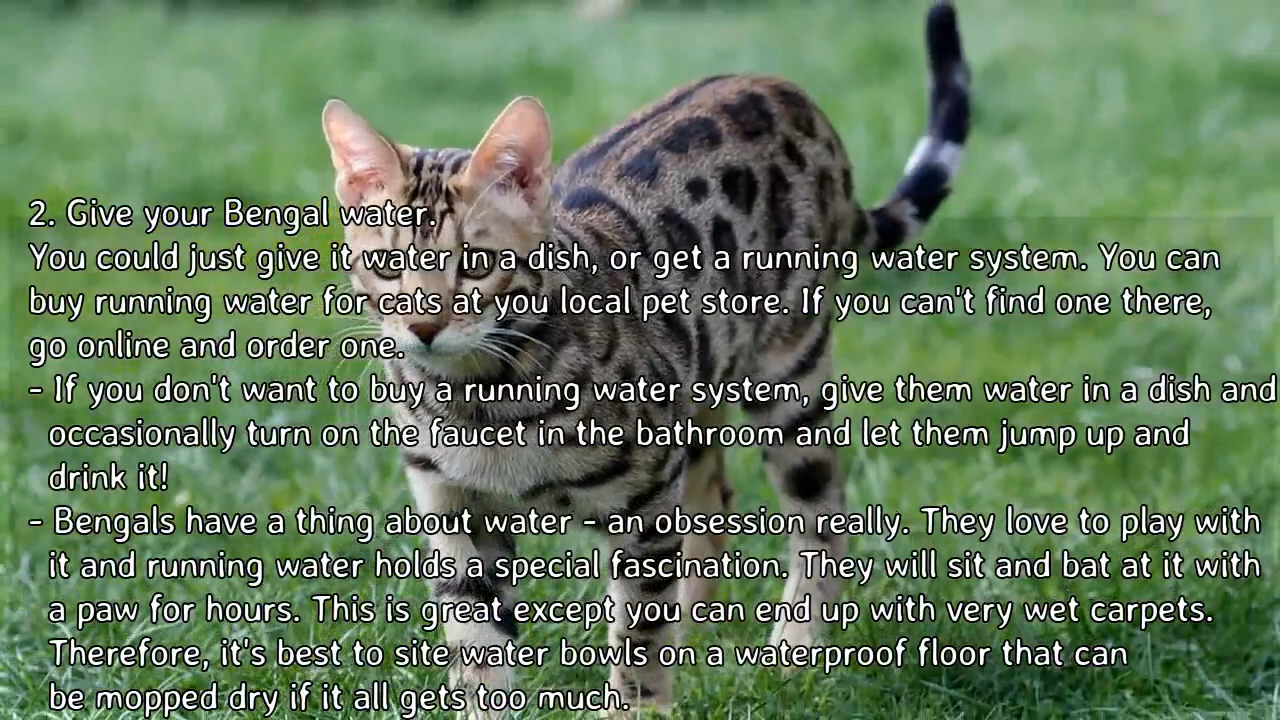 2. Give your Bengal water.
You could just give it water in a dish, or get a running water system. You can
buy running water for cats at you local pet store. If you can't find one there,
go online and order one.
- If you don't want to buy a running water system, give them water in a dish and
occasionally turn on the faucet in the bathroom and let them jump up and
drink it!
- Bengals have a thing about water - an obsession really. They love to play with
it and running water holds a special fascination. They will sit and bat at it with
a paw for hours. This is great except you can end up with very wet carpets.
Therefore, it's best to site water bowls on a waterproof floor that can
be mopped dry if it all gets too much.